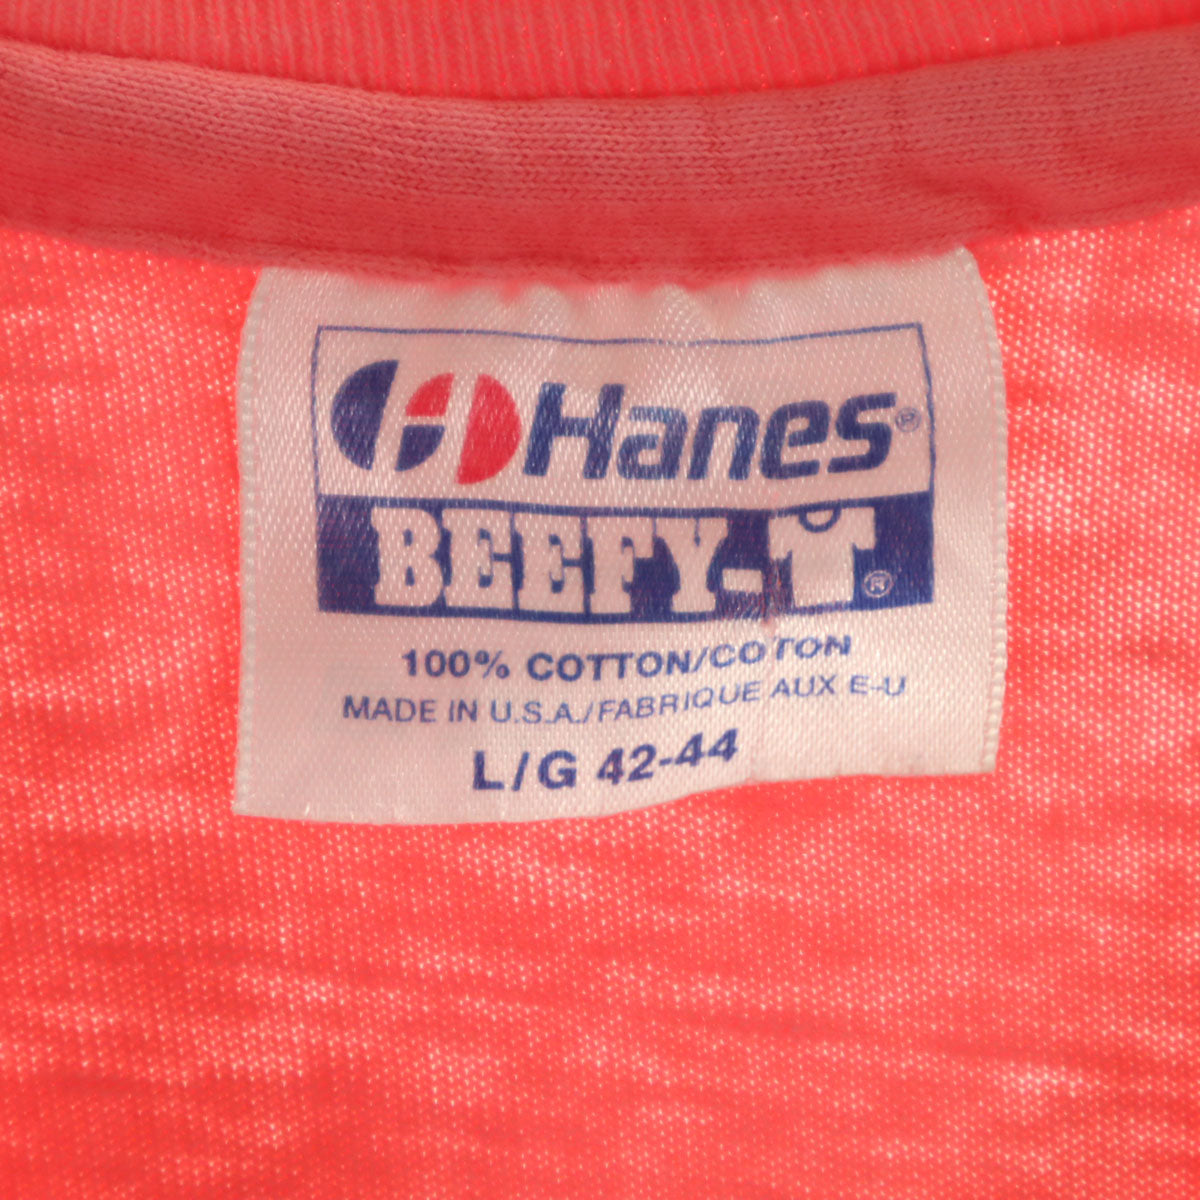 Hanes®
BEEFY-T®
100% COTTON/COTON
MADE IN U.S.A./FABRIQUE AUX E-U
L/G 42-44